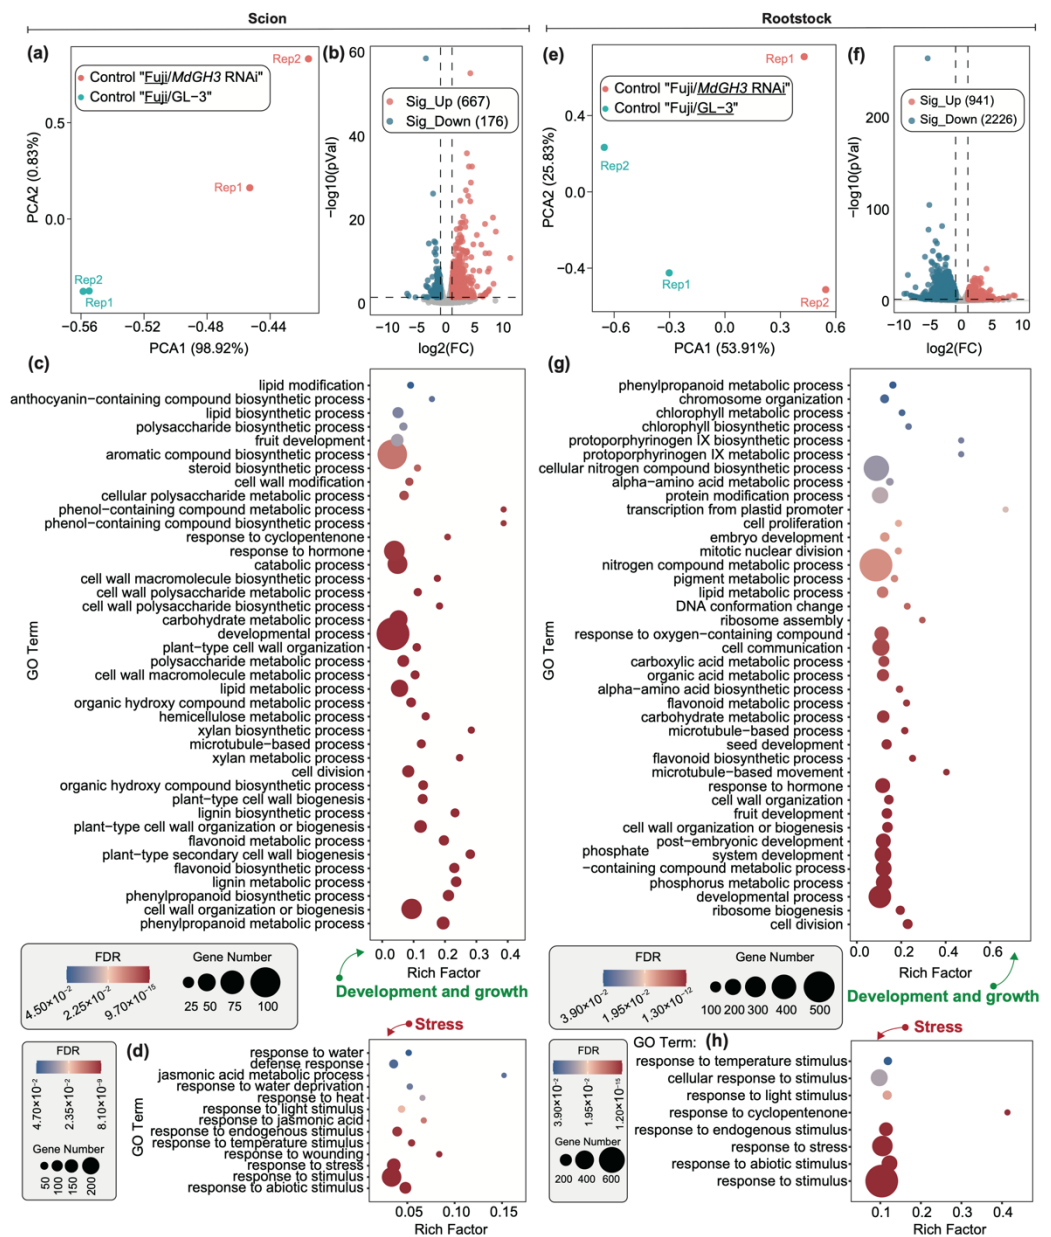 Scion
Rootstock
(a)
Rep2
Control "Fuji/MdGH3 RNAi"
Control "Fuji/GL−3"
0.5
Rep1
0.0
Rep2
Rep1
PCA2 (0.83%)
−0.56
−0.52
−0.48
−0.44
PCA1 (98.92%)
(b)
60
Sig_Up (667)
Sig_Down (176)
40
20
0
−log10(pVal)
−10
−5
0
5
10
log2(FC)
(e)
Rep1
Control "Fuji/MdGH3 RNAi"
Control "Fuji/GL−3"
0.4
Rep2
0.0
−0.4
Rep1
Rep2
PCA2 (25.83%)
−0.6
−0.3
0.0
0.3
0.6
PCA1 (53.91%)
(f)
Sig_Up (941)
Sig_Down (2226)
200
100
0
−log10(pVal)
−10
−5
0
5
10
log2(FC)
(c)
lipid modification
anthocyanin−containing compound biosynthetic process
lipid biosynthetic process
polysaccharide biosynthetic process
fruit development
aromatic compound biosynthetic process
steroid biosynthetic process
cell wall modification
cellular polysaccharide metabolic process
phenol−containing compound metabolic process
phenol−containing compound biosynthetic process
response to cyclopentenone
response to hormone
catabolic process
cell wall macromolecule biosynthetic process
cell wall polysaccharide metabolic process
cell wall polysaccharide biosynthetic process
carbohydrate metabolic process
developmental process
plant−type cell wall organization
polysaccharide metabolic process
cell wall macromolecule metabolic process
lipid metabolic process
organic hydroxy compound metabolic process
hemicellulose metabolic process
xylan biosynthetic process
microtubule−based process
xylan metabolic process
cell division
organic hydroxy compound biosynthetic process
plant−type cell wall biogenesis
lignin biosynthetic process
plant−type cell wall organization or biogenesis
flavonoid metabolic process
plant−type secondary cell wall biogenesis
flavonoid biosynthetic process
lignin metabolic process
phenylpropanoid biosynthetic process
cell wall organization or biogenesis
phenylpropanoid metabolic process
GO Term
0.0
0.1
0.2
0.3
0.4
Rich Factor
Development and growth
FDR
4.50×10⁻²
2.25×10⁻²
9.70×10⁻¹⁵
Gene Number
25
50
75
100
(g)
phenylpropanoid metabolic process
chromosome organization
chlorophyll metabolic process
chlorophyll biosynthetic process
protoporphyrinogen IX biosynthetic process
protoporphyrinogen IX metabolic process
cellular nitrogen compound biosynthetic process
alpha−amino acid metabolic process
protein modification process
transcription from plastid promoter
cell proliferation
embryo development
mitotic nuclear division
nitrogen compound metabolic process
pigment metabolic process
lipid metabolic process
DNA conformation change
ribosome assembly
response to oxygen−containing compound
cell communication
carboxylic acid metabolic process
organic acid metabolic process
alpha−amino acid biosynthetic process
flavonoid metabolic process
carbohydrate metabolic process
microtubule−based process
seed development
flavonoid biosynthetic process
microtubule−based movement
response to hormone
cell wall organization
fruit development
cell wall organization or biogenesis
post−embryonic development
phosphate
system development
−containing compound metabolic process
phosphorus metabolic process
developmental process
ribosome biogenesis
cell division
GO Term
0.0
0.2
0.4
0.6
Rich Factor
Development and growth
FDR
3.90×10⁻²
1.95×10⁻²
1.30×10⁻¹²
Gene Number
100
200
300
400
500
Stress
(d)
response to water
defense response
jasmonic acid metabolic process
response to water deprivation
response to heat
response to light stimulus
response to jasmonic acid
response to endogenous stimulus
response to temperature stimulus
response to wounding
response to stress
response to stimulus
response to abiotic stimulus
GO Term
0.05
0.10
0.15
Rich Factor
FDR
4.70×10⁻²
2.35×10⁻²
8.10×10⁻⁹
Gene Number
50
100
150
200
Stress
(h)
GO Term:
response to temperature stimulus
cellular response to stimulus
response to light stimulus
response to cyclopentenone
response to endogenous stimulus
response to stress
response to abiotic stimulus
response to stimulus
0.1
0.2
0.3
0.4
Rich Factor
FDR
3.90×10⁻²
1.95×10⁻²
1.20×10⁻¹⁵
Gene Number
200
400
600